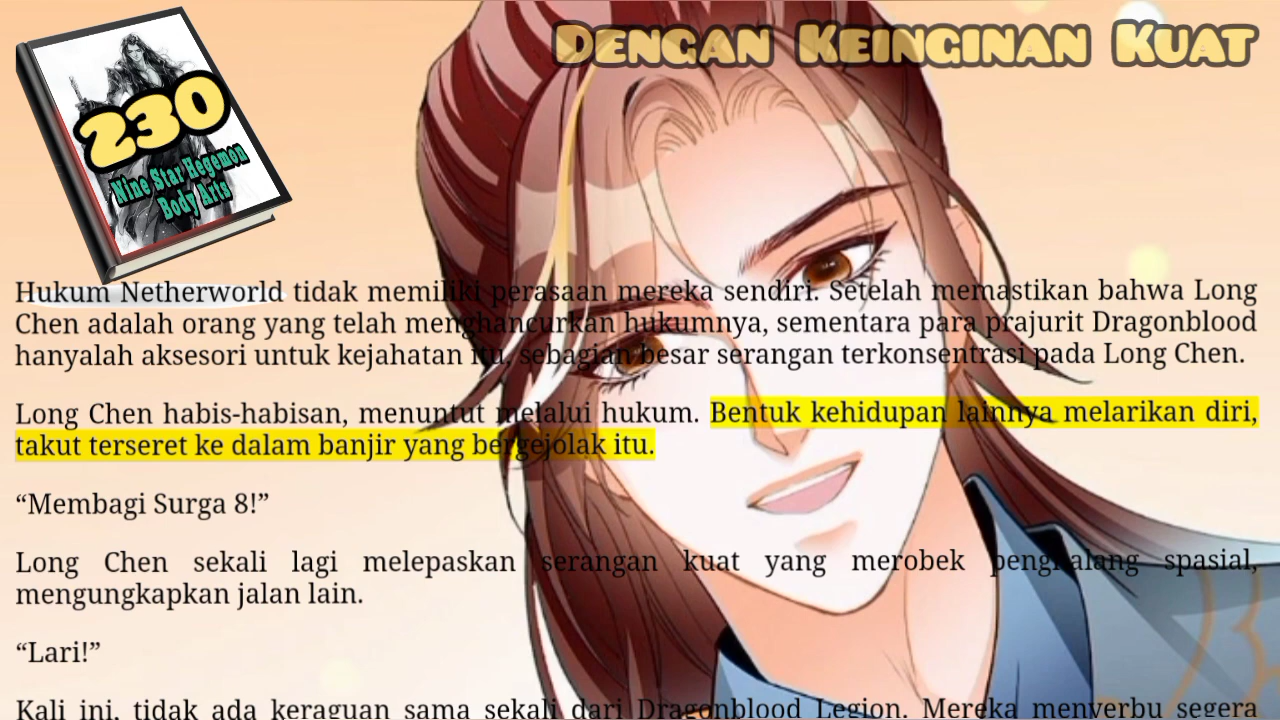 DENGAN KEINGINAN KUAT
230
Nine Star Hegemon
Body Arts
Hukum Netherworld tidak memiliki perasaan mereka sendiri. Setelah memastikan bahwa Long
Chen adalah orang yang telah menghancurkan hukumnya, sementara para prajurit Dragonblood
hanyalah aksesori untuk kejahatan itu, sebagian besar serangan terkonsentrasi pada Long Chen.
Long Chen habis-habisan, menuntut melalui hukum. Bentuk kehidupan lainnya melarikan diri,
takut terseret ke dalam banjir yang bergejolak itu.
“Membagi Surga 8!”
Long Chen sekali lagi melepaskan serangan kuat yang merobek penghalang spasial,
mengungkapkan jalan lain.
“Lari!”
Kali ini, tidak ada keraguan sama sekali dari Dragonblood Legion. Mereka menyerbu segera